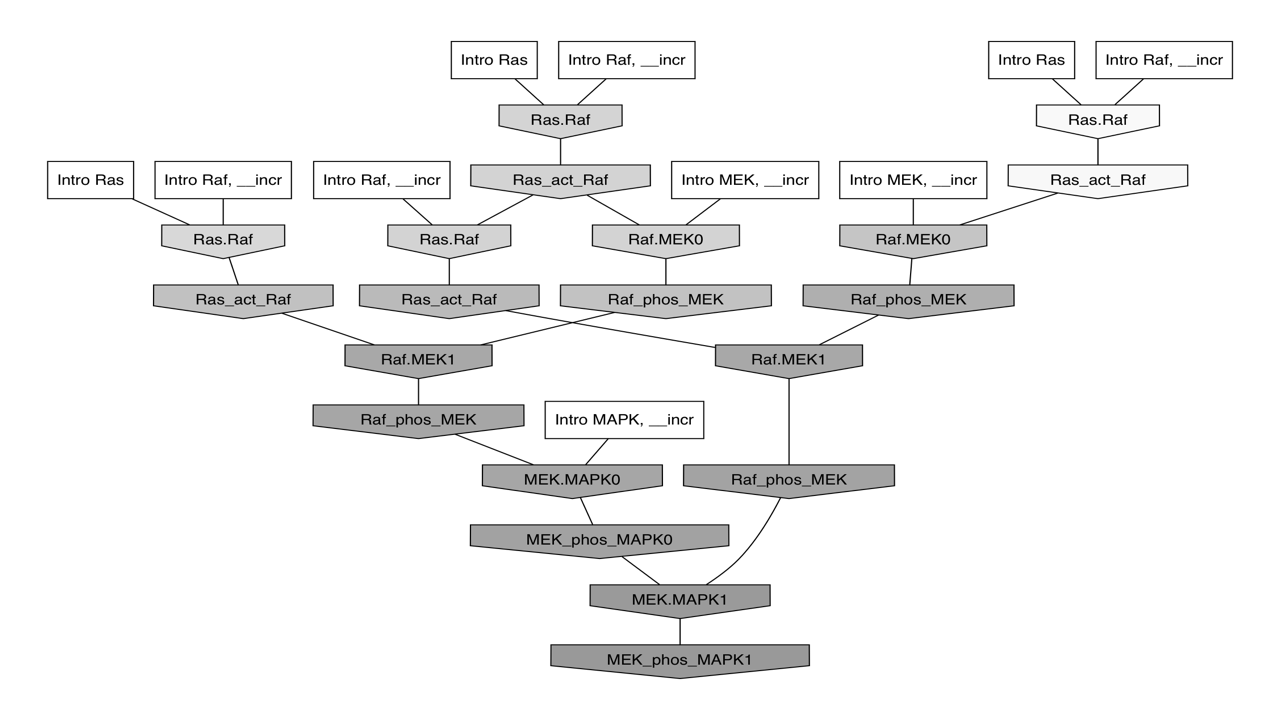 Intro Ras
Intro Raf, __incr
Intro Ras
Intro Raf, __incr
Ras.Raf
Ras.Raf
Intro Ras
Intro Raf, __incr
Intro Raf, __incr
Ras_act_Raf
Intro MEK, __incr
Intro MEK, __incr
Ras_act_Raf
Ras.Raf
Ras.Raf
Raf.MEK0
Raf.MEK0
Ras_act_Raf
Ras_act_Raf
Raf_phos_MEK
Raf_phos_MEK
Raf.MEK1
Raf.MEK1
Raf_phos_MEK
Intro MAPK, __incr
MEK.MAPK0
Raf_phos_MEK
MEK_phos_MAPK0
MEK.MAPK1
MEK_phos_MAPK1